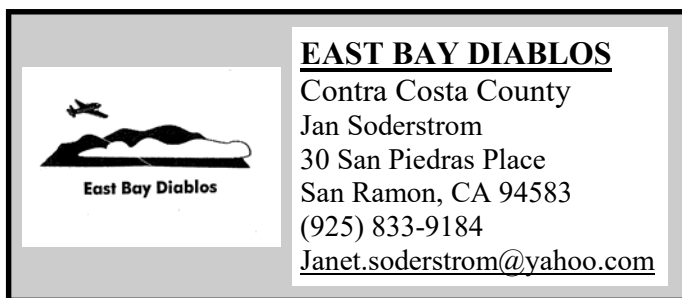 East Bay Diablos
EAST BAY DIABLOS
Contra Costa County
Jan Soderstrom
30 San Piedras Place
San Ramon, CA 94583
(925) 833-9184
Janet.soderstrom@yahoo.com